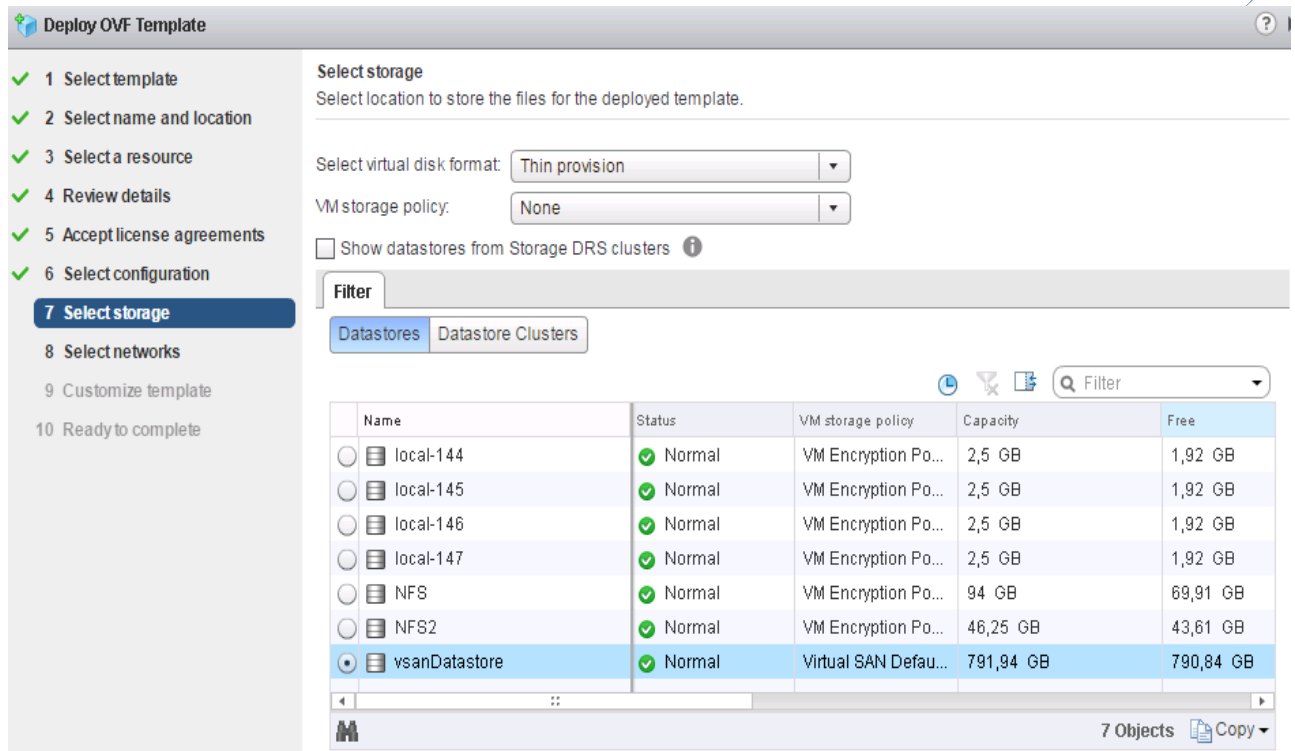 Deploy OVF Template
?
1 Select template
2 Select name and location
3 Select a resource
4 Review details
5 Accept license agreements
6 Select configuration
7 Select storage
8 Select networks
9 Customize template
10 Ready to complete
Select storage
Select location to store the files for the deployed template.
Select virtual disk format: Thin provision
VM storage policy: None
Show datastores from Storage DRS clusters
Filter
Datastores Datastore Clusters
Filter
Name Status VM storage policy Capacity Free
local-144 Normal VM Encryption Po... 2,5 GB 1,92 GB
local-145 Normal VM Encryption Po... 2,5 GB 1,92 GB
local-146 Normal VM Encryption Po... 2,5 GB 1,92 GB
local-147 Normal VM Encryption Po... 2,5 GB 1,92 GB
NFS Normal VM Encryption Po... 94 GB 69,91 GB
NFS2 Normal VM Encryption Po... 46,25 GB 43,61 GB
vsanDatastore Normal Virtual SAN Defau... 791,94 GB 790,84 GB
7 Objects Copy